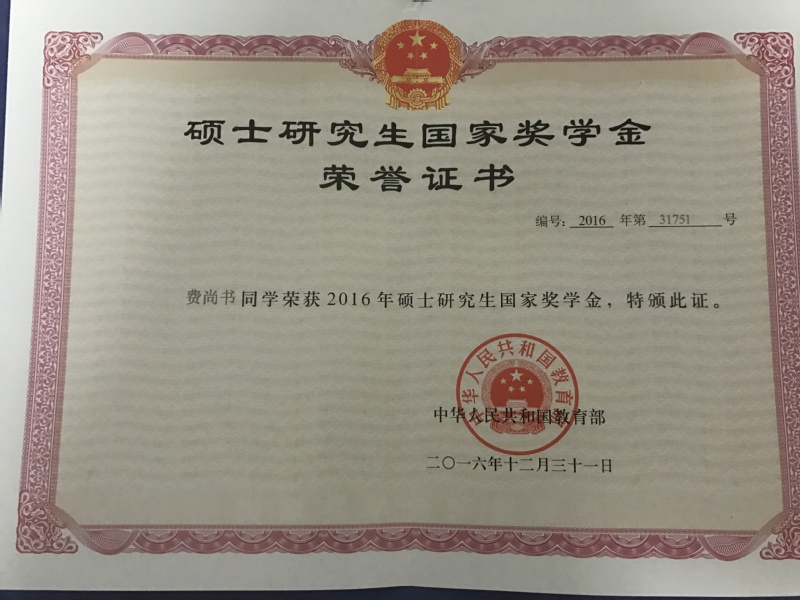 硕士研究生国家奖学金
荣誉证书
编号: 2016 年第 31751 号
费尚书 同学荣获 2016 年硕士研究生国家奖学金，特颁此证。
中华人民共和国教育部
中华人民共和国教育部
二〇一六年十二月三十一日